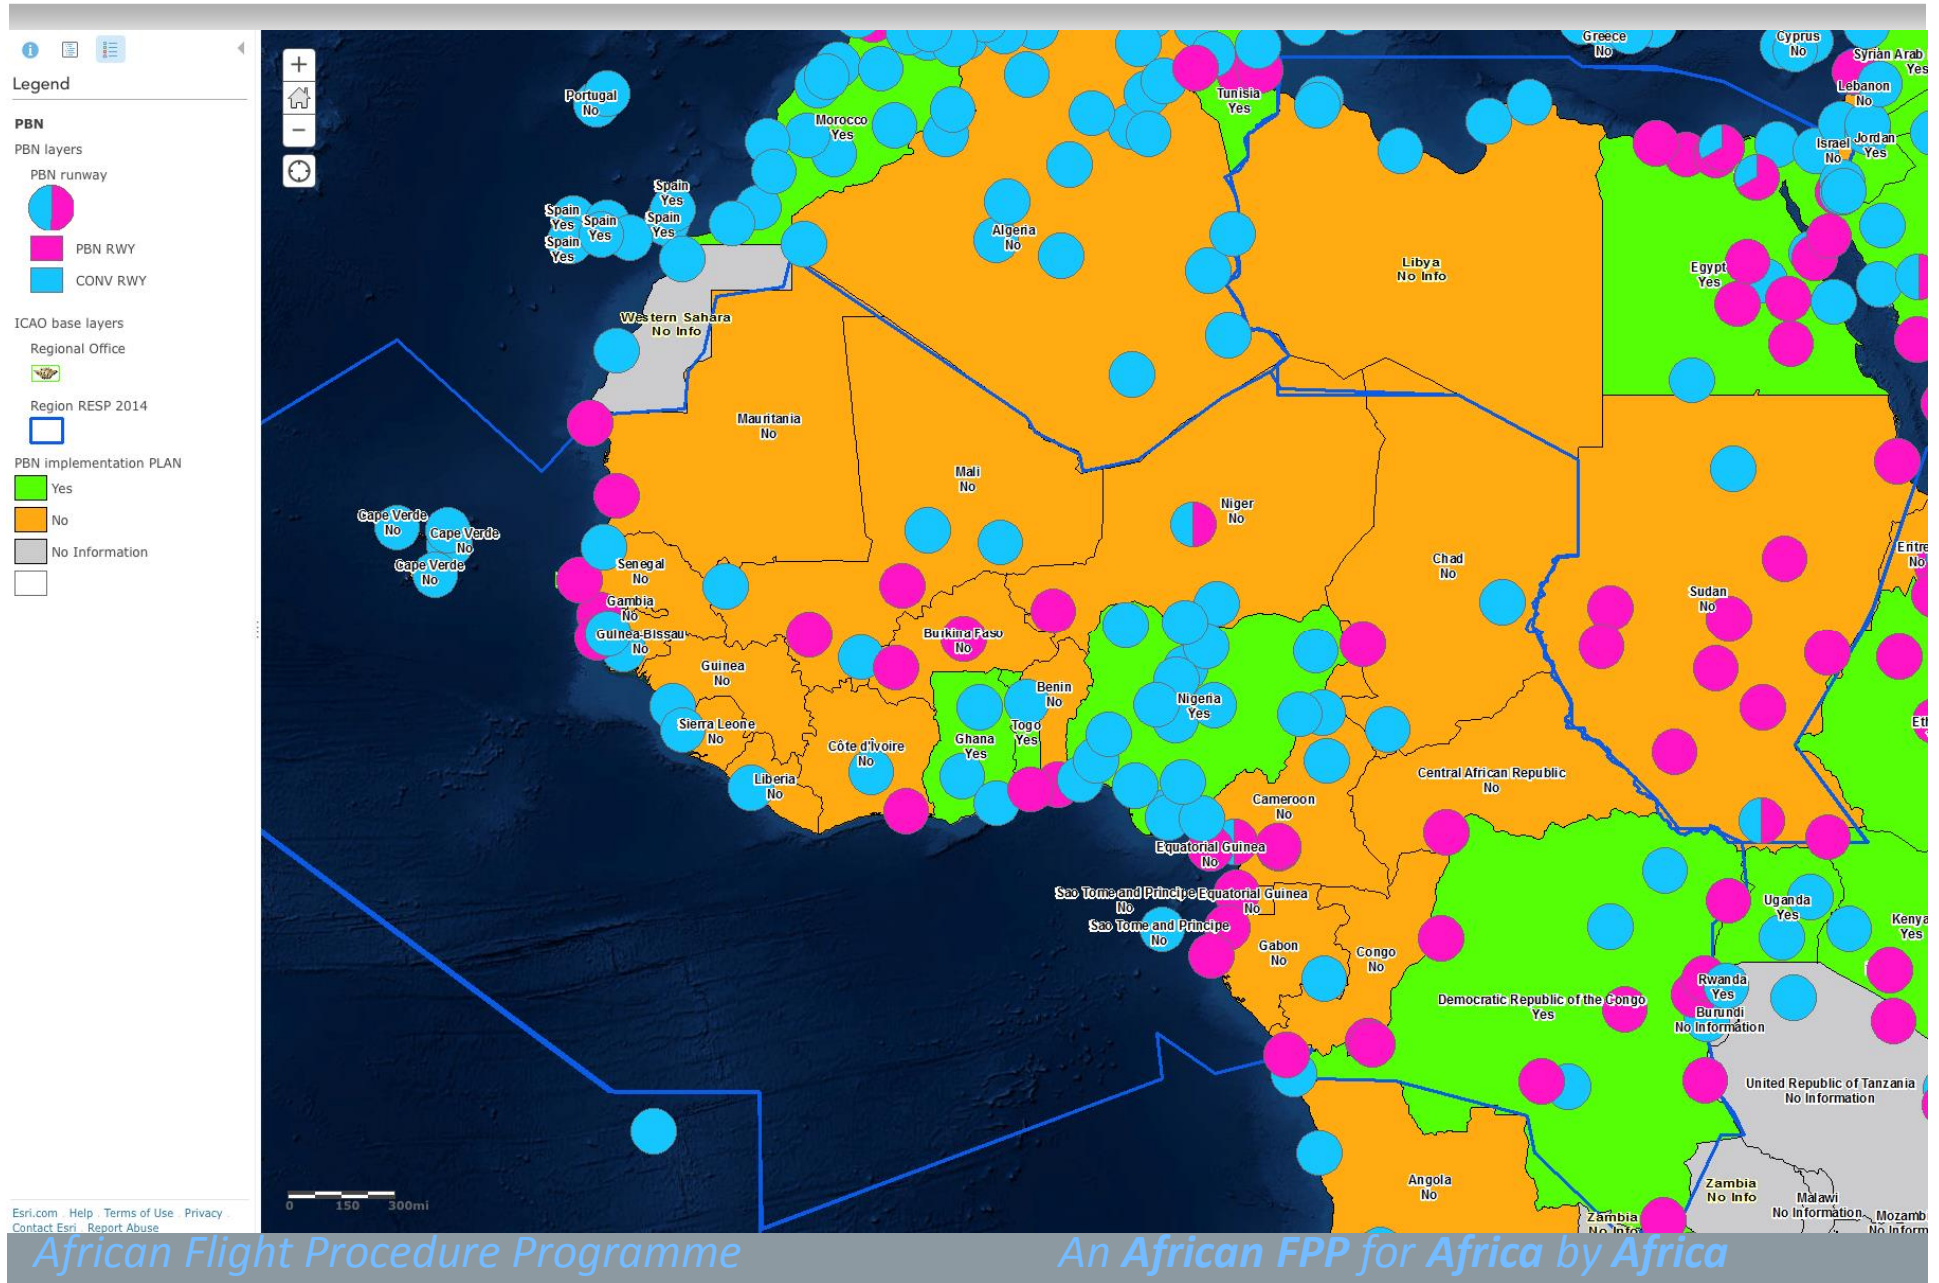 Legend
PBN
PBN layers
PBN runway
PBN RWY
CONV RWY
ICAO base layers
Regional Office
Region RESP 2014
PBN implementation PLAN
Yes
No
No Information
Esri.com . Help . Terms of Use . Privacy .
Contact Esri . Report Abuse
+
−
Portugal
No
Morocco
Yes
Tunisia
Yes
Greece
No
Cyprus
No
Syrian Arab
Yes
Lebanon
No
Israel
No
Jordan
Yes
Spain
Yes
Spain
Yes
Spain
Yes
Spain
Yes
Spain
Yes
Algeria
No
Libya
No Info
Egypt
Yes
Western Sahara
No Info
Mauritania
No
Mali
No
Niger
No
Chad
No
Sudan
No
Eritre
No
Cape Verde
No
Cape Verde
No
Cape Verde
No
Senegal
No
Gambia
No
Guinea-Bissau
No
Guinea
No
Burkina Faso
No
Benin
No
Nigeria
Yes
Sierra Leone
No
Côte d'Ivoire
No
Ghana
Yes
Togo
Yes
Liberia
No
Eth
Central African Republic
No
Cameroon
No
Equatorial Guinea
No
Sao Tome and Principe
No
Equatorial Guinea
No
Sao Tome and Principe
No
Gabon
No
Congo
No
Uganda
Yes
Kenya
Yes
Democratic Republic of the Congo
Yes
Rwanda
Yes
Burundi
No Information
United Republic of Tanzania
No Information
Angola
No
Zambia
No Info
Malawi
No Information
Zambia
No Info
Mozamb
No Inform
0 150 300mi
African Flight Procedure Programme
An African FPP for Africa by Africa